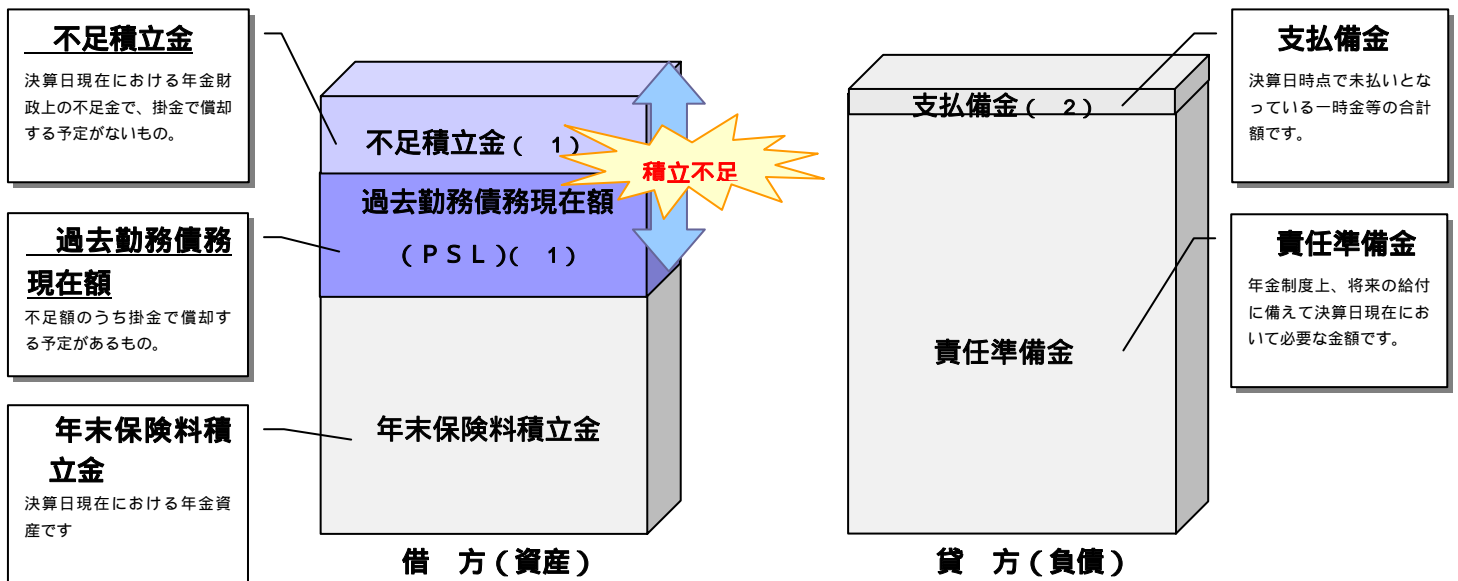 不足積立金
決算日現在における年金財
政上の不足金で、掛金で償却
する予定がないもの。
過去勤務債務
現在額
不足額のうち掛金で償却す
る予定があるもの。
年末保険料積
立金
決算日現在における年金資
産です
不足積立金( 1)
積立不足
過去勤務債務現在額
(PSL)( 1)
年末保険料積立金
借 方(資産)
支払備金( 2)
責任準備金
貸 方(負債)
支払備金
決算日時点で未払いとな
っている一時金等の合計
額です。
責任準備金
年金制度上、将来の給付
に備えて決算日現在にお
いて必要な金額です。